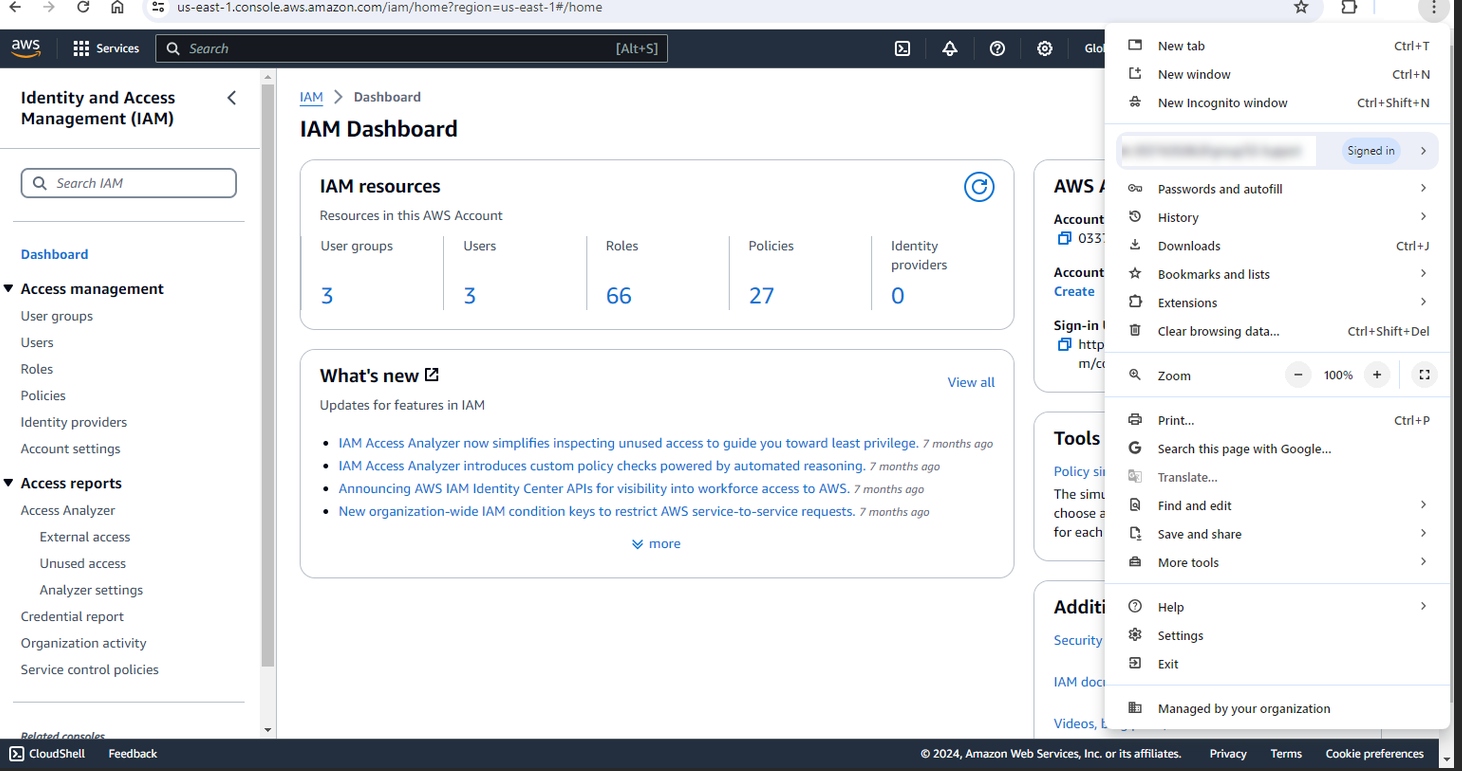 us-east-1.console.aws.amazon.com/iam/home?region=us-east-1#/home
aws
Services
Search
[Alt+S]
Identity and Access
Management (IAM)
Search IAM
Dashboard
Access management
User groups
Users
Roles
Policies
Identity providers
Account settings
Access reports
Access Analyzer
External access
Unused access
Analyzer settings
Credential report
Organization activity
Service control policies
Related consoles
IAM > Dashboard
IAM Dashboard
IAM resources
Resources in this AWS Account
User groups
3
Users
3
Roles
66
Policies
27
Identity
providers
0
What's new
View all
Updates for features in IAM
IAM Access Analyzer now simplifies inspecting unused access to guide you toward least privilege. 7 months ago
IAM Access Analyzer introduces custom policy checks powered by automated reasoning. 7 months ago
Announcing AWS IAM Identity Center APIs for visibility into workforce access to AWS. 7 months ago
New organization-wide IAM condition keys to restrict AWS service-to-service requests. 7 months ago
more
AWS A
Account
0337
Account
Create
Sign-in
http
m/co
Tools
Policy si
The simu
choose a
for each
Additi
Security
IAM docu
Videos, b
New tab Ctrl+T
New window Ctrl+N
New Incognito window Ctrl+Shift+N
Signed in
Passwords and autofill
History
Downloads Ctrl+J
Bookmarks and lists
Extensions
Clear browsing data... Ctrl+Shift+Del
Zoom − 100% +
Print... Ctrl+P
Search this page with Google...
Translate...
Find and edit
Save and share
More tools
Help
Settings
Exit
Managed by your organization
CloudShell
Feedback
© 2024, Amazon Web Services, Inc. or its affiliates.
Privacy
Terms
Cookie preferences